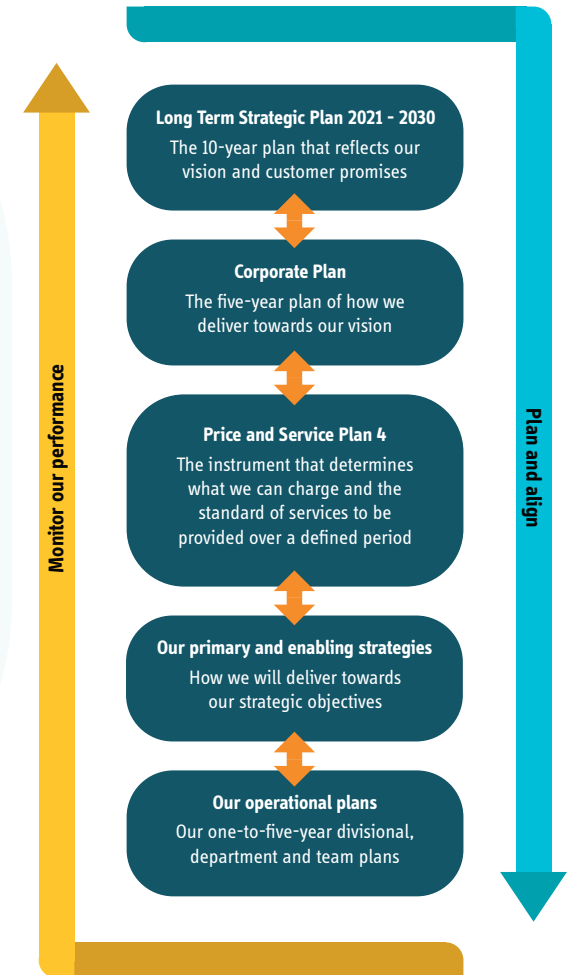 Long Term Strategic Plan 2021 - 2030
The 10-year plan that reflects our
vision and customer promises
Corporate Plan
The five-year plan of how we
deliver towards our vision
Price and Service Plan 4
The instrument that determines
what we can charge and the
standard of services to be
provided over a defined period
Our primary and enabling strategies
How we will deliver towards
our strategic objectives
Our operational plans
Our one-to-five-year divisional,
department and team plans
Monitor our performance
Plan and align